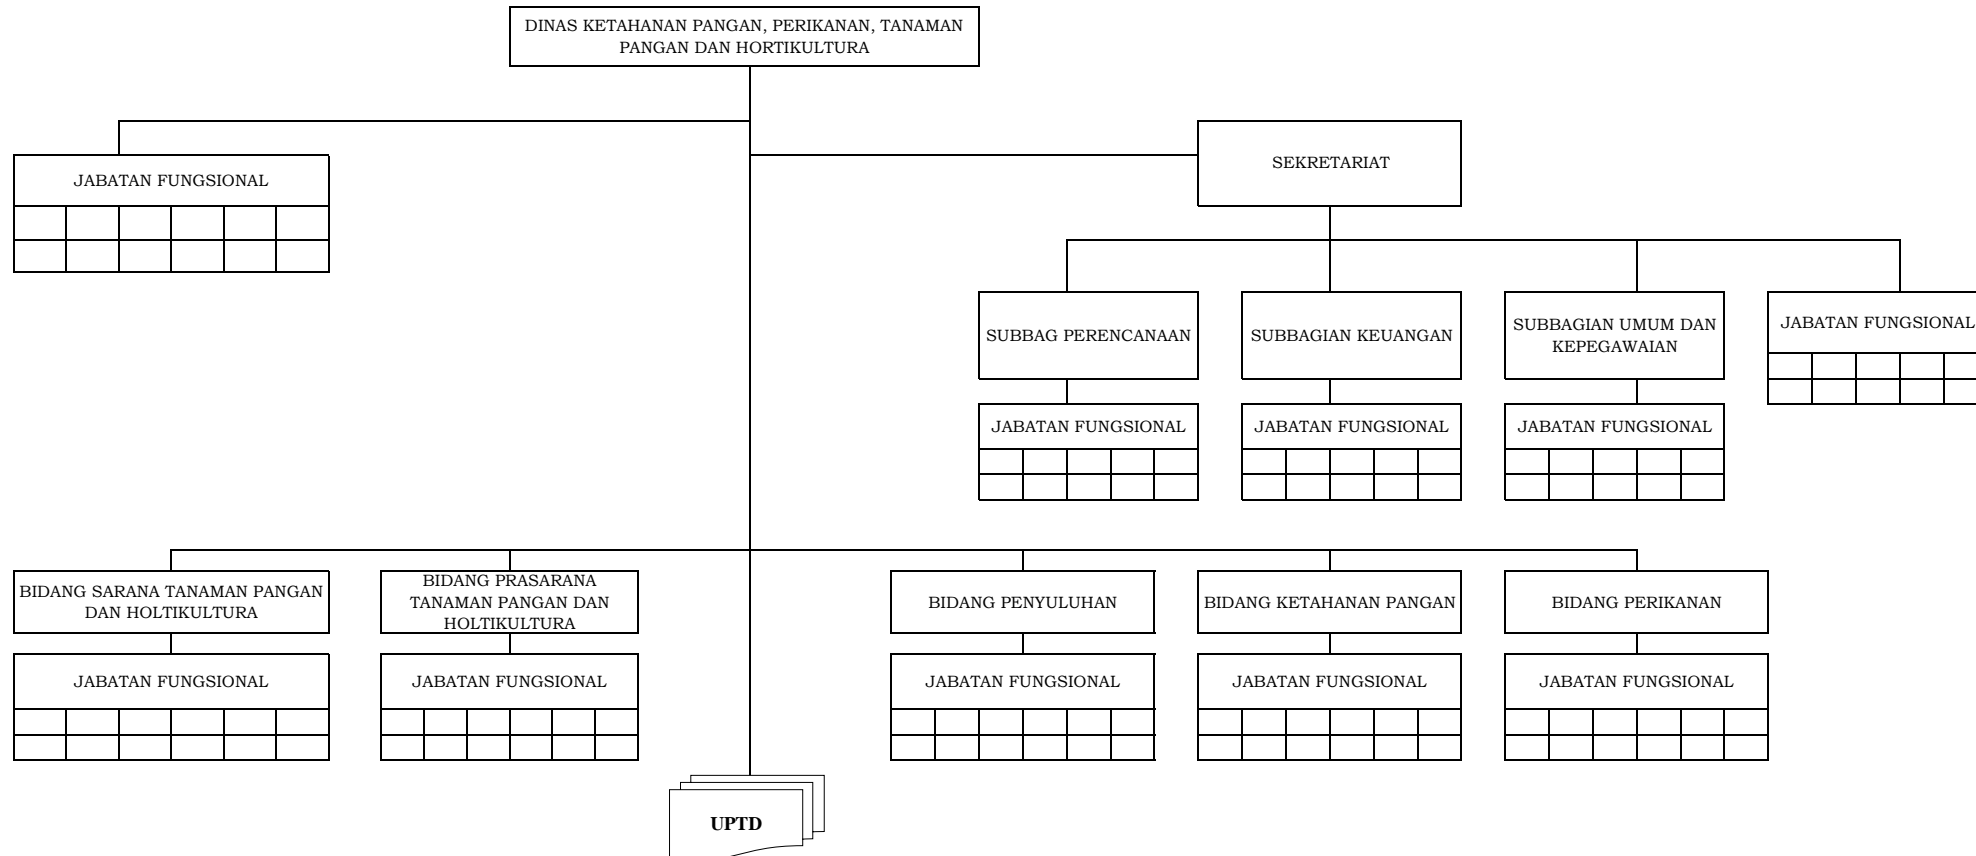 DINAS KETAHANAN PANGAN, PERIKANAN, TANAMAN
PANGAN DAN HORTIKULTURA
JABATAN FUNGSIONAL
SEKRETARIAT
SUBBAG PERENCANAAN
SUBBAGIAN KEUANGAN
SUBBAGIAN UMUM DAN
KEPEGAWAIAN
JABATAN FUNGSIONAL
JABATAN FUNGSIONAL
JABATAN FUNGSIONAL
JABATAN FUNGSIONAL
BIDANG SARANA TANAMAN PANGAN
DAN HOLTIKULTURA
BIDANG PRASARANA
TANAMAN PANGAN DAN
HOLTIKULTURA
BIDANG PENYULUHAN
BIDANG KETAHANAN PANGAN
BIDANG PERIKANAN
JABATAN FUNGSIONAL
JABATAN FUNGSIONAL
JABATAN FUNGSIONAL
JABATAN FUNGSIONAL
JABATAN FUNGSIONAL
UPTD